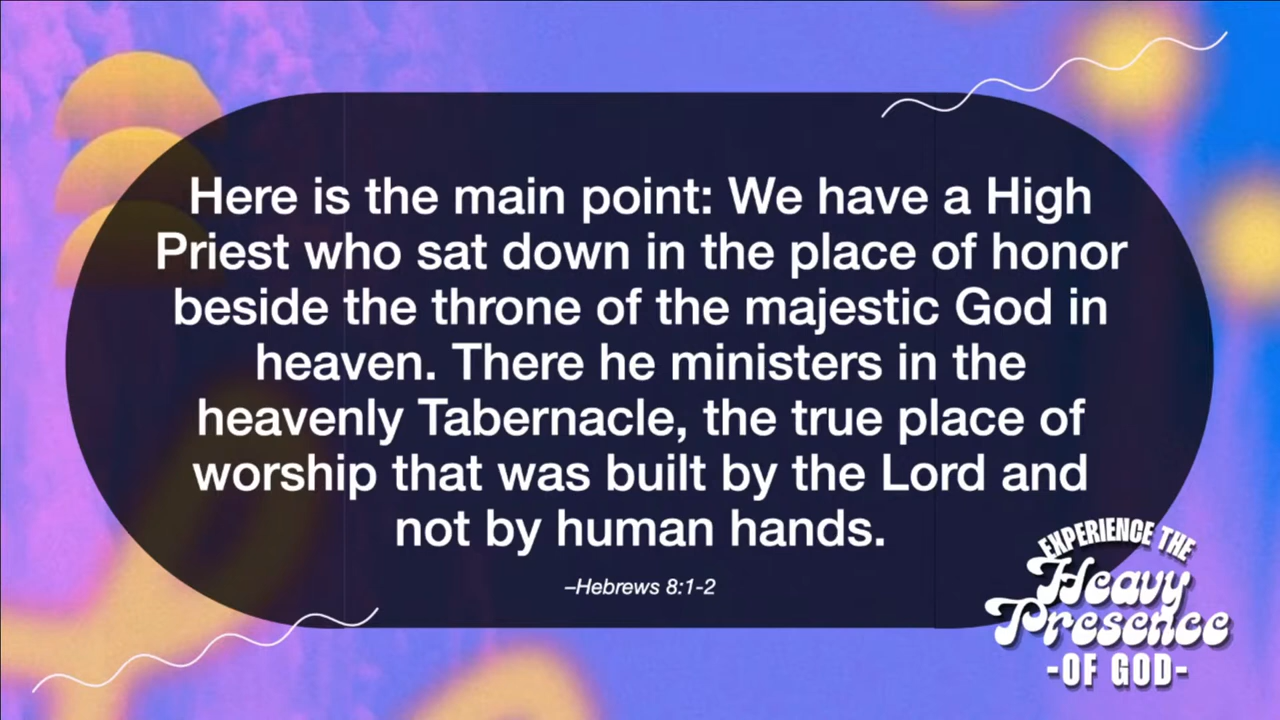 Here is the main point: We have a High
Priest who sat down in the place of honor
beside the throne of the majestic God in
heaven. There he ministers in the
heavenly Tabernacle, the true place of
worship that was built by the Lord and
not by human hands.
–Hebrews 8:1-2
EXPERIENCE THE
Heavy
Presence
-OF GOD-